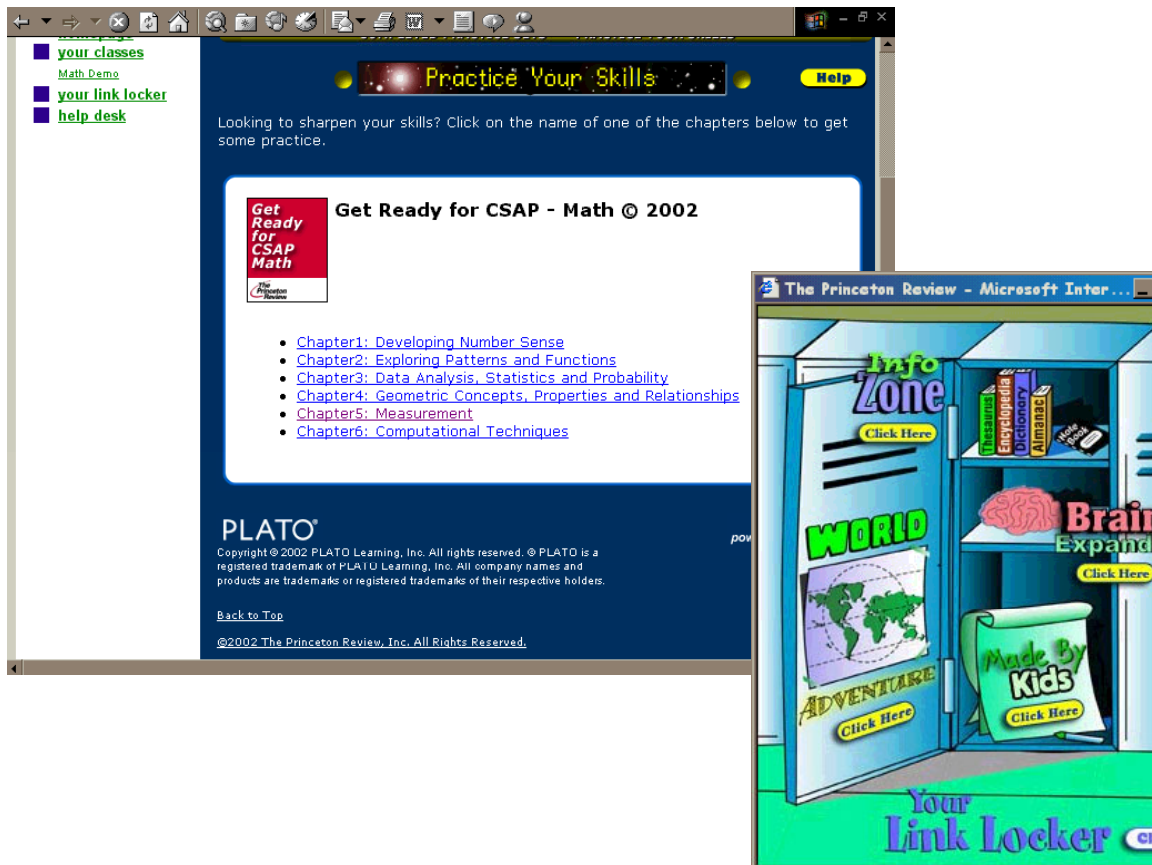 your classes
Math Demo
your link locker
help desk
Practice Your Skills
Help
Looking to sharpen your skills? Click on the name of one of the chapters below to get
some practice.
Get
Ready
for
CSAP
Math
The
Princeton
Review
Get Ready for CSAP - Math © 2002
Chapter1: Developing Number Sense
Chapter2: Exploring Patterns and Functions
Chapter3: Data Analysis, Statistics and Probability
Chapter4: Geometric Concepts, Properties and Relationships
Chapter5: Measurement
Chapter6: Computational Techniques
PLATO®
pow
Copyright © 2002 PLATO Learning, Inc. All rights reserved. ® PLATO is a
registered trademark of PLATO Learning, Inc. All company names and
products are trademarks or registered trademarks of their respective holders.
Back to Top
©2002 The Princeton Review, Inc. All Rights Reserved.
The Princeton Review - Microsoft Inter...
Info
Zone
Click Here
Thesaurus
Encyclopedia
Dictionary
Almanac
Note
Book
Brain
Expand
Click Here
WORLD
ADVENTURE
Click Here
Made By
Kids
Click Here
Your
Link Locker